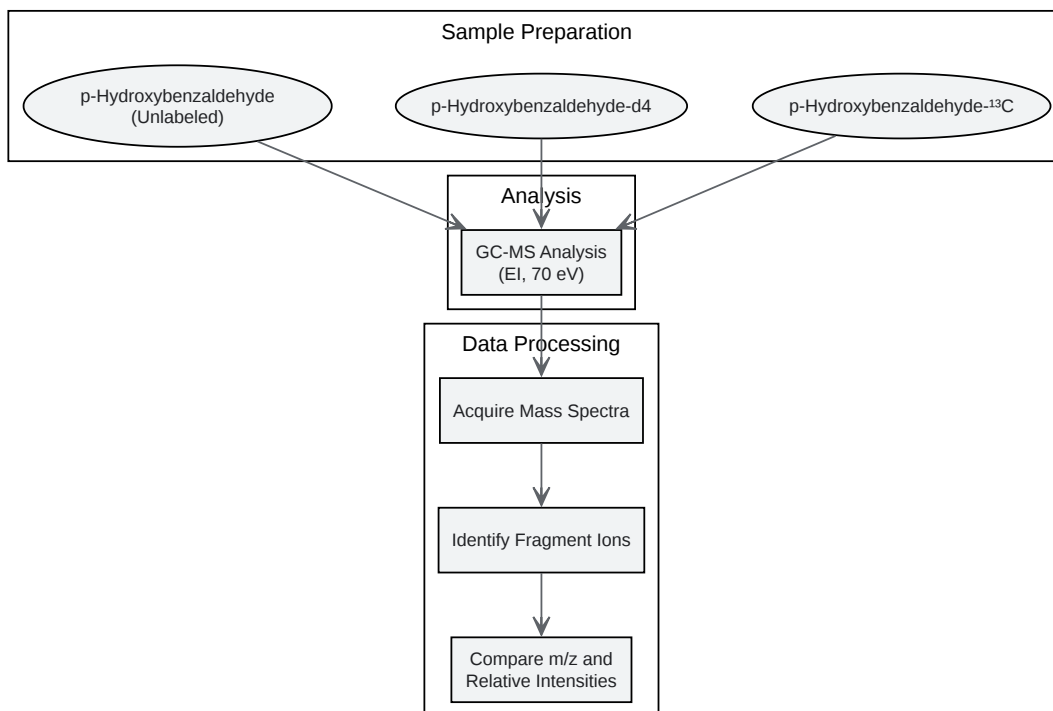 Sample Preparation
p-Hydroxybenzaldehyde
(Unlabeled)
p-Hydroxybenzaldehyde-d4
p-Hydroxybenzaldehyde-¹³C
Analysis
GC-MS Analysis
(EI, 70 eV)
Data Processing
Acquire Mass Spectra
Identify Fragment Ions
Compare m/z and
Relative Intensities